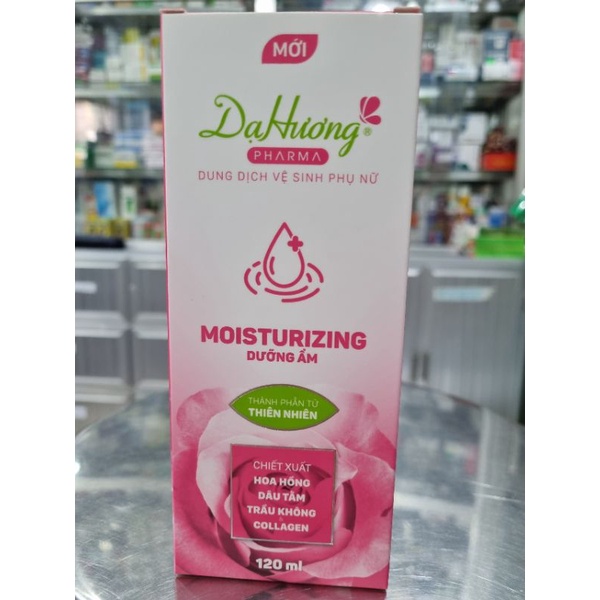 MỚI
DạHương®
PHARMA
DUNG DỊCH VỆ SINH PHỤ NỮ
MOISTURIZING
DƯỠNG ẨM
THÀNH PHẦN TỪ
THIÊN NHIÊN
CHIẾT XUẤT
HOA HỒNG
DÂU TẰM
TRẦU KHÔNG
COLLAGEN
120 ml